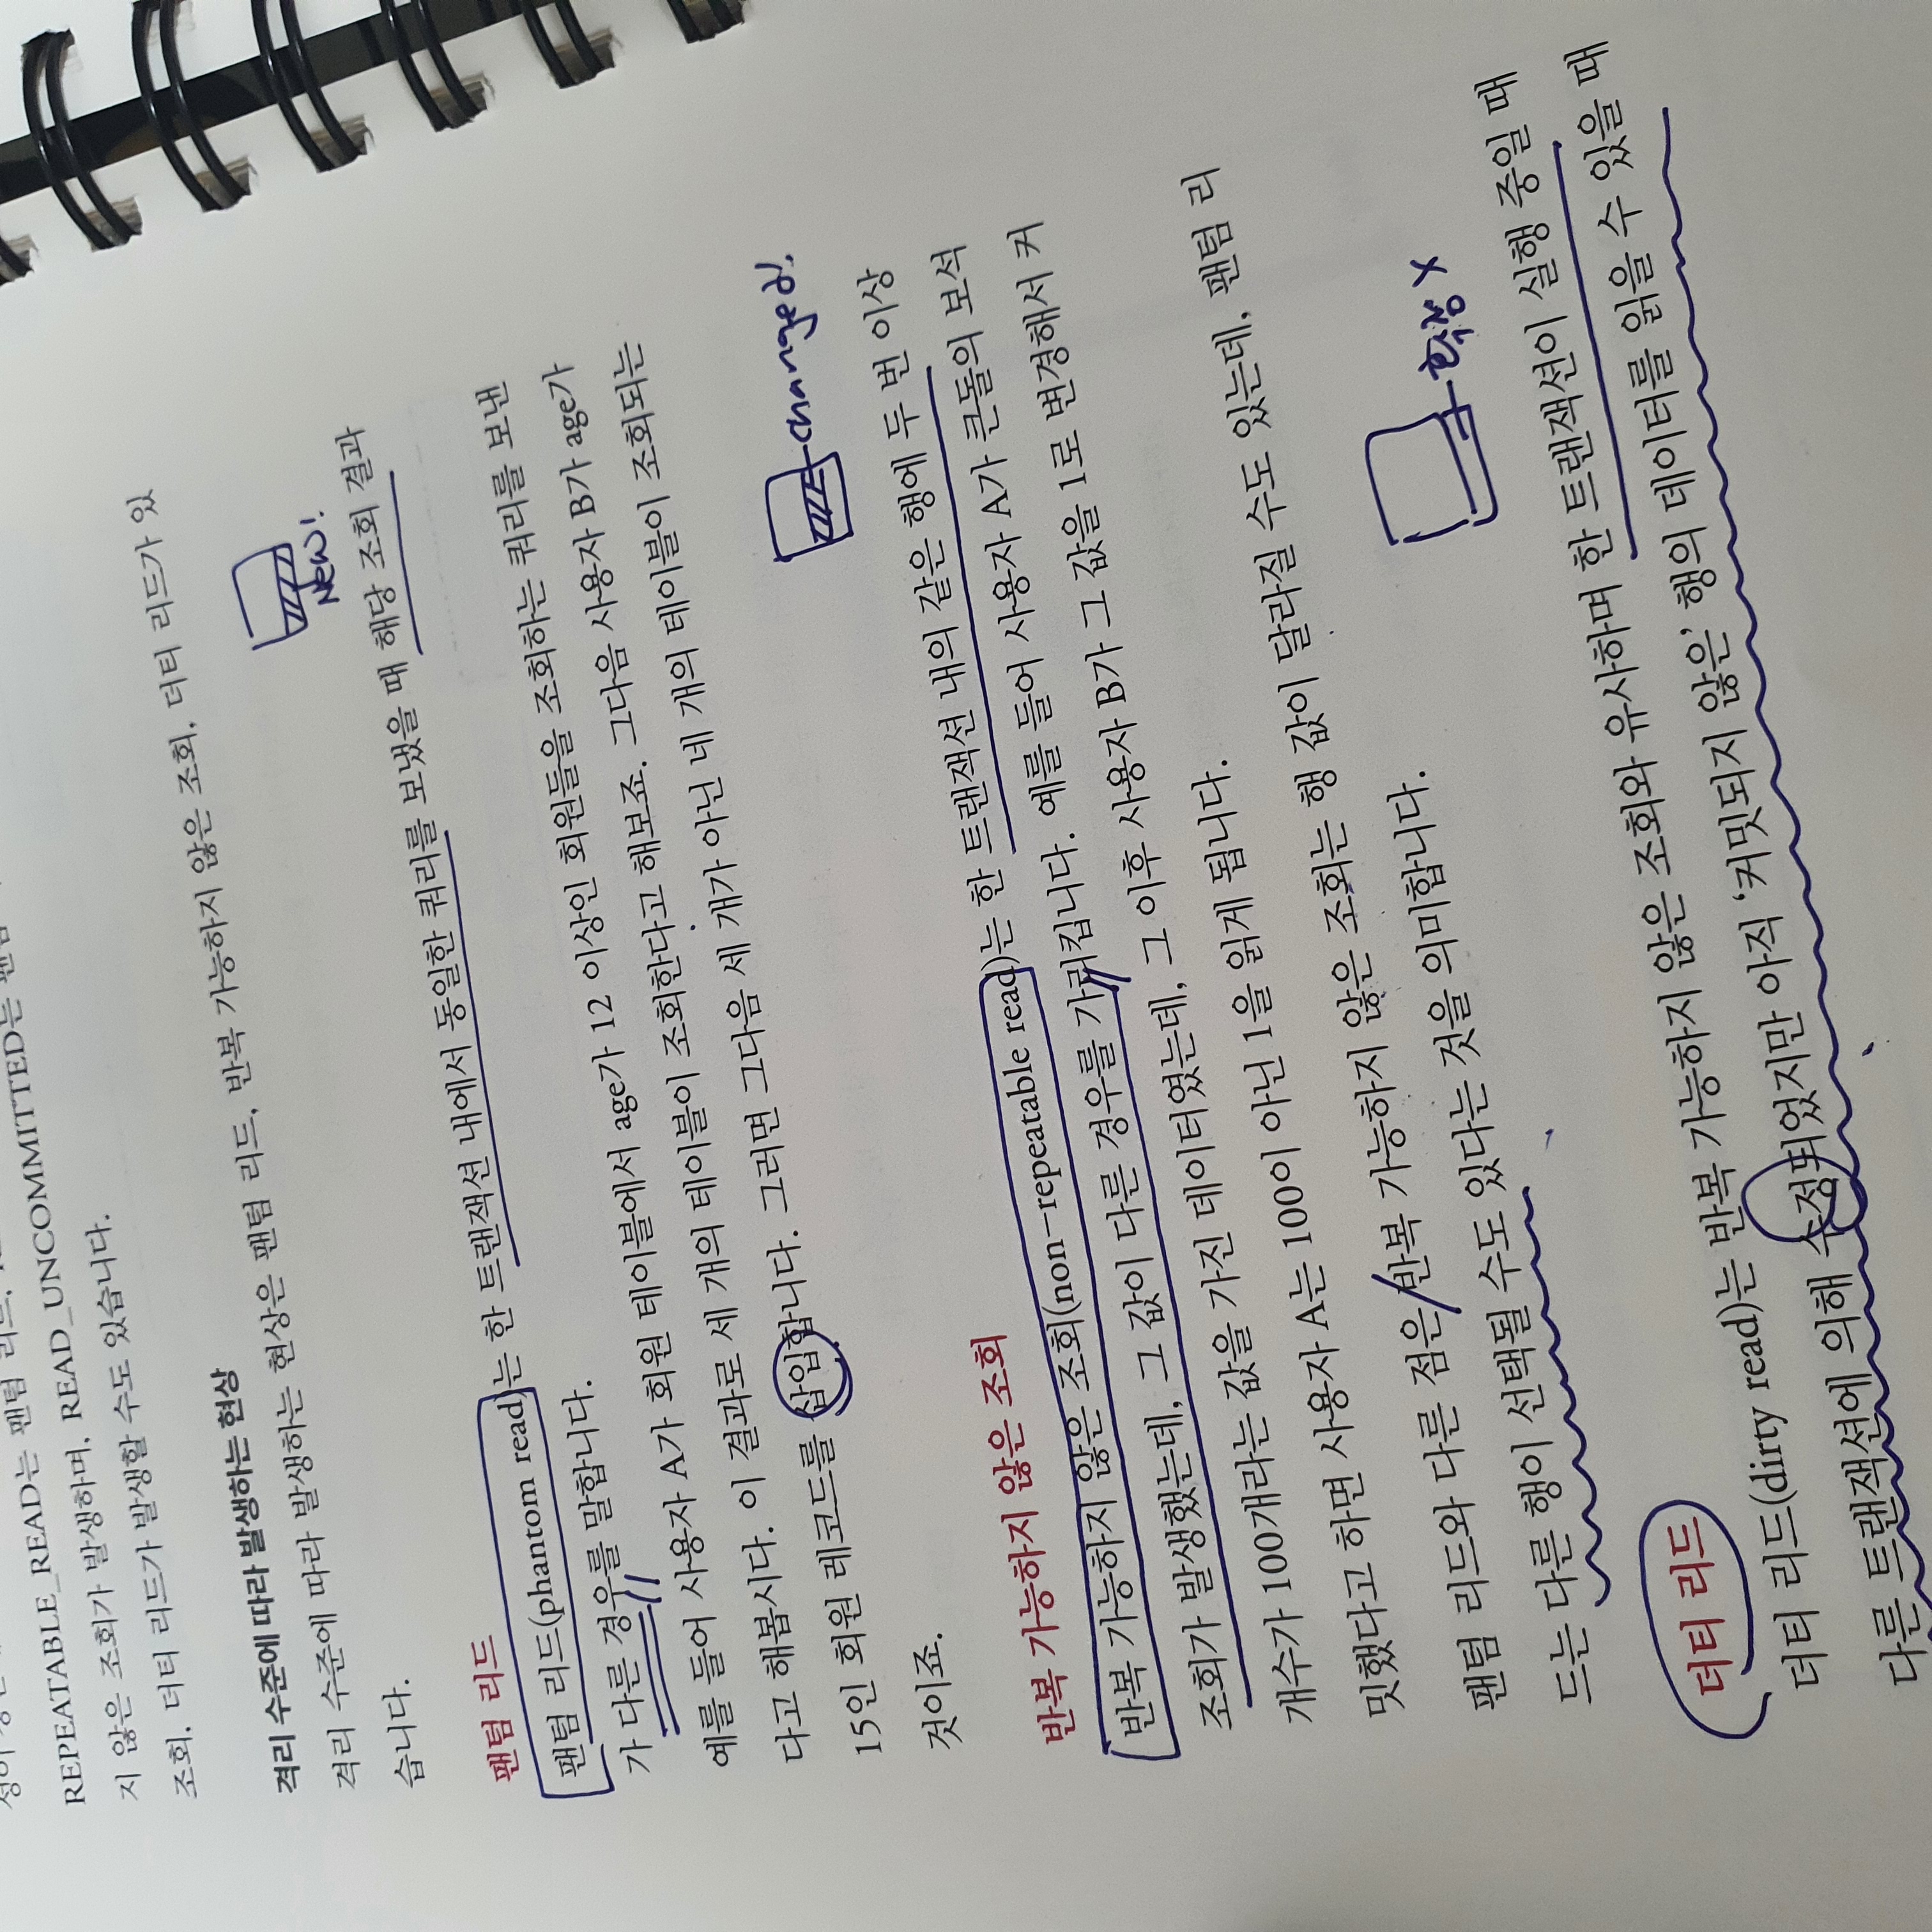 REPEATABLE_READ는 팬텀 리드,
지 않은 조회가 발생하며, READ_UNCOMMITTED는 팬텀
조회, 더티 리드가 발생할 수도 있습니다.
격리 수준에 따라 발생하는 현상
격리 수준에 따라 발생하는 현상은 팬텀 리드, 반복 가능하지 않은 조회, 더티 리드가 있
습니다.
New!
팬텀 리드
팬텀 리드(phantom read)는 한 트랜잭션 내에서 동일한 쿼리를 보냈을 때 해당 조회 결과
가 다른 경우를 말합니다.
예를 들어 사용자 A가 회원 테이블에서 age가 12 이상인 회원들을 조회하는 쿼리를 보낸
다고 해봅시다. 이 결과로 세 개의 테이블이 조회한다고 해보죠. 그다음 사용자 B가 age가
15인 회원 레코드를 삽입합니다. 그러면 그다음 세 개가 아닌 네 개의 테이블이 조회되는
것이죠.
changed!
반복 가능하지 않은 조회
반복 가능하지 않은 조회(non-repeatable read)는 한 트랜잭션 내의 같은 행에 두 번 이상
조회가 발생했는데, 그 값이 다른 경우를 가리킵니다. 예를 들어 사용자 A가 큰돌의 보석
개수가 100개라는 값을 가진 데이터였는데, 그 이후 사용자 B가 그 값을 1로 변경해서 커
밋했다고 하면 사용자 A는 100이 아닌 1을 읽게 됩니다.
팬텀 리드와 다른 점은 반복 가능하지 않은 조회는 행 값이 달라질 수도 있는데, 팬텀 리
드는 다른 행이 선택될 수도 있다는 것을 의미합니다.
확정 X
더티 리드
더티 리드(dirty read)는 반복 가능하지 않은 조회와 유사하며 한 트랜잭션이 실행 중일 때
다른 트랜잭션에 의해 수정되었지만 아직 '커밋되지 않은' 행의 데이터를 읽을 수 있을 때